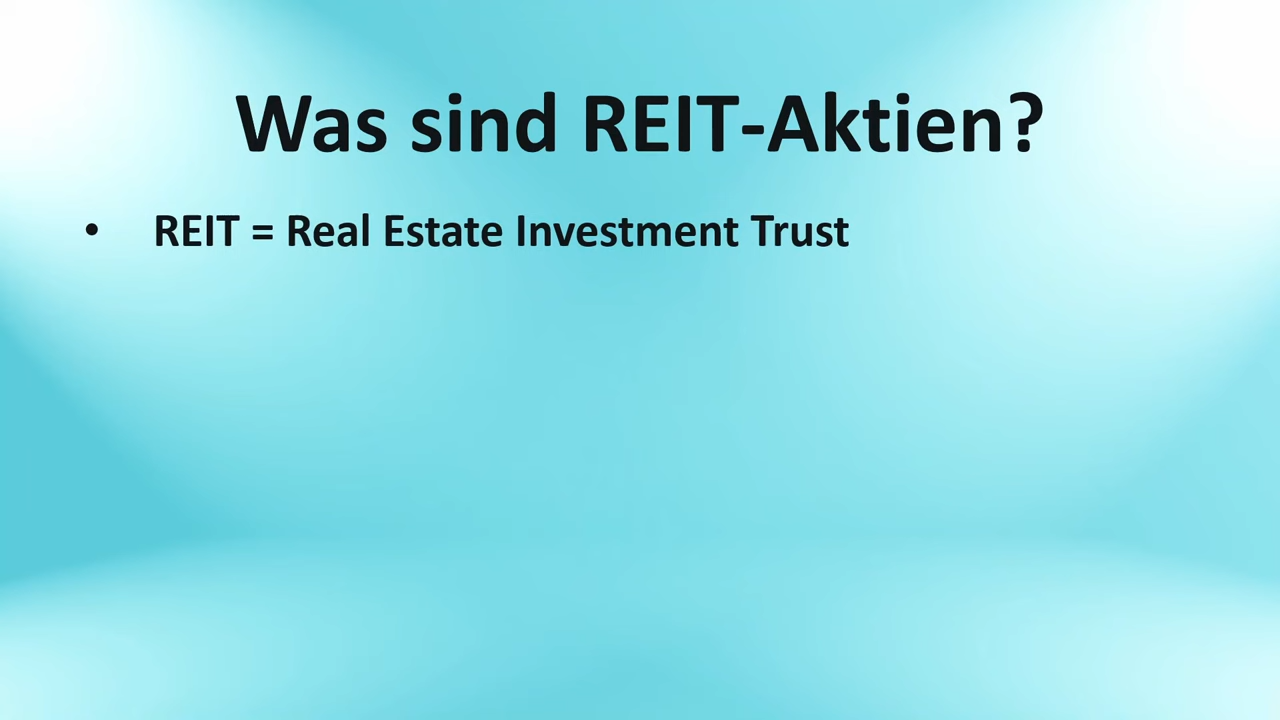 Was sind REIT-Aktien?
• REIT = Real Estate Investment Trust